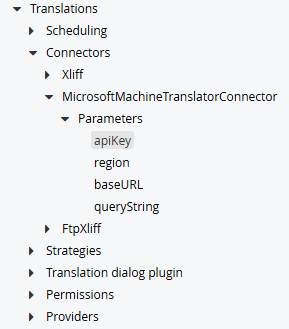 Translations
Scheduling
Connectors
Xliff
MicrosoftMachineTranslatorConnector
Parameters
apiKey
region
baseURL
queryString
FtpXliff
Strategies
Translation dialog plugin
Permissions
Providers